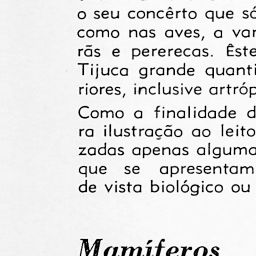 o seu concêrto que só
como nas aves, a var
rãs e pererecas. Êste
Tijuca grande quanti
riores, inclusive artróp
Como a finalidade d
ra ilustração ao leito
zadas apenas alguma
que se apresentam
de vista biológico ou
Mamíferos